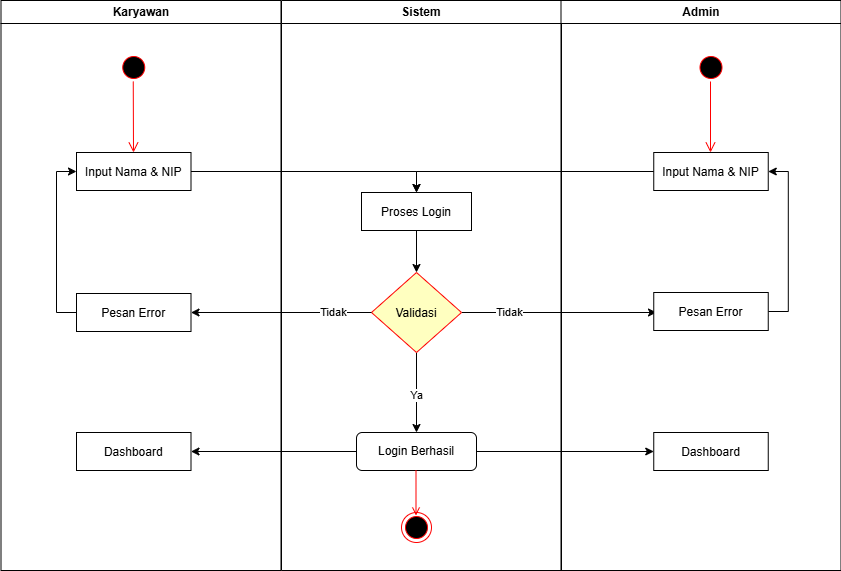 Karyawan
Sistem
Admin
Input Nama & NIP
Input Nama & NIP
Proses Login
Pesan Error
Tidak
Validasi
Tidak
Pesan Error
Ya
Dashboard
Login Berhasil
Dashboard